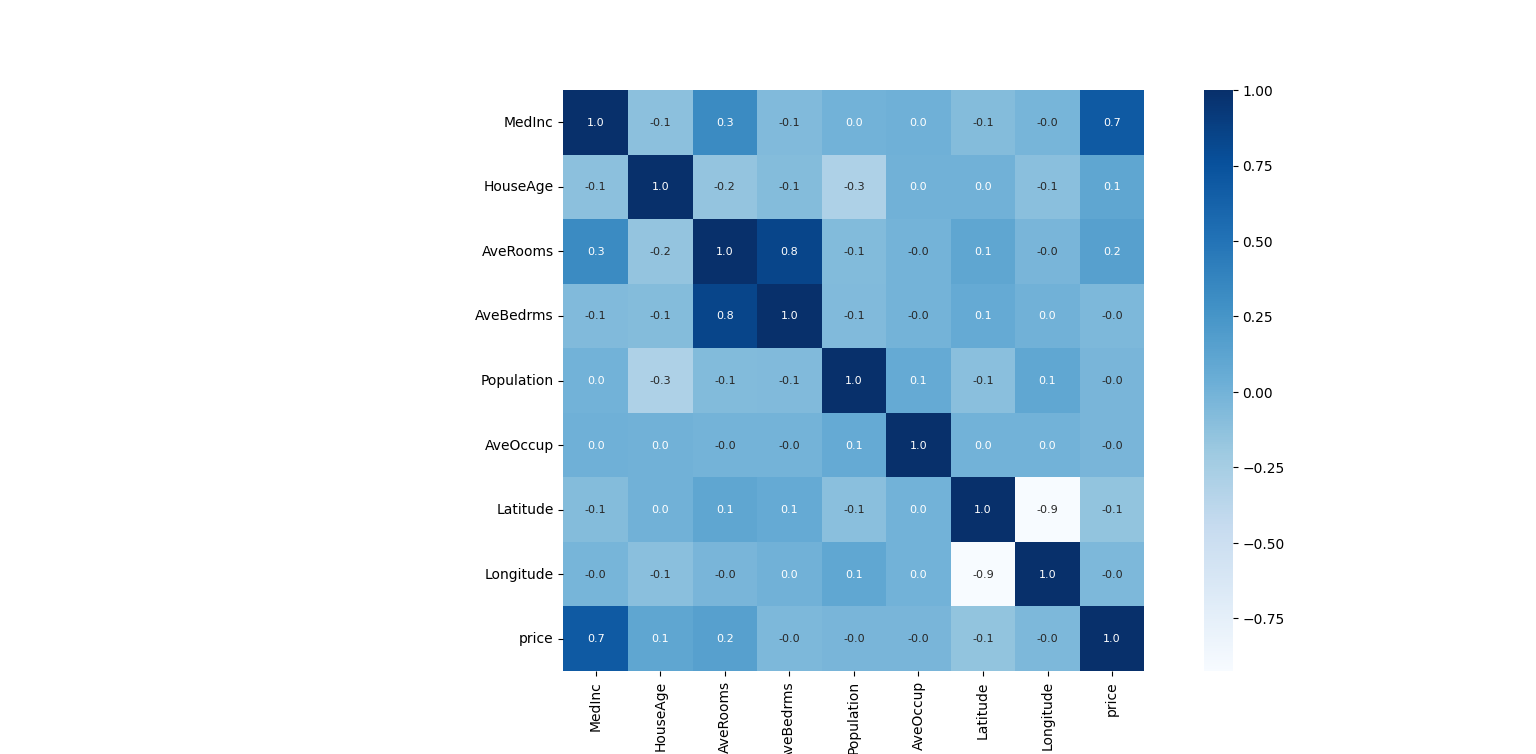 MedInc 1.0 -0.1 0.3 -0.1 0.0 0.0 -0.1 -0.0 0.7
HouseAge -0.1 1.0 -0.2 -0.1 -0.3 0.0 0.0 -0.1 0.1
AveRooms 0.3 -0.2 1.0 0.8 -0.1 -0.0 0.1 -0.0 0.2
AveBedrms -0.1 -0.1 0.8 1.0 -0.1 -0.0 0.1 0.0 -0.0
Population 0.0 -0.3 -0.1 -0.1 1.0 0.1 -0.1 0.1 -0.0
AveOccup 0.0 0.0 -0.0 -0.0 0.1 1.0 0.0 0.0 -0.0
Latitude -0.1 0.0 0.1 0.1 -0.1 0.0 1.0 -0.9 -0.1
Longitude -0.0 -0.1 -0.0 0.0 0.1 0.0 -0.9 1.0 -0.0
price 0.7 0.1 0.2 -0.0 -0.0 -0.0 -0.1 -0.0 1.0
MedInc
HouseAge
AveRooms
veBedrms
Population
AveOccup
Latitude
Longitude
price
1.00
0.75
0.50
0.25
0.00
−0.25
−0.50
−0.75